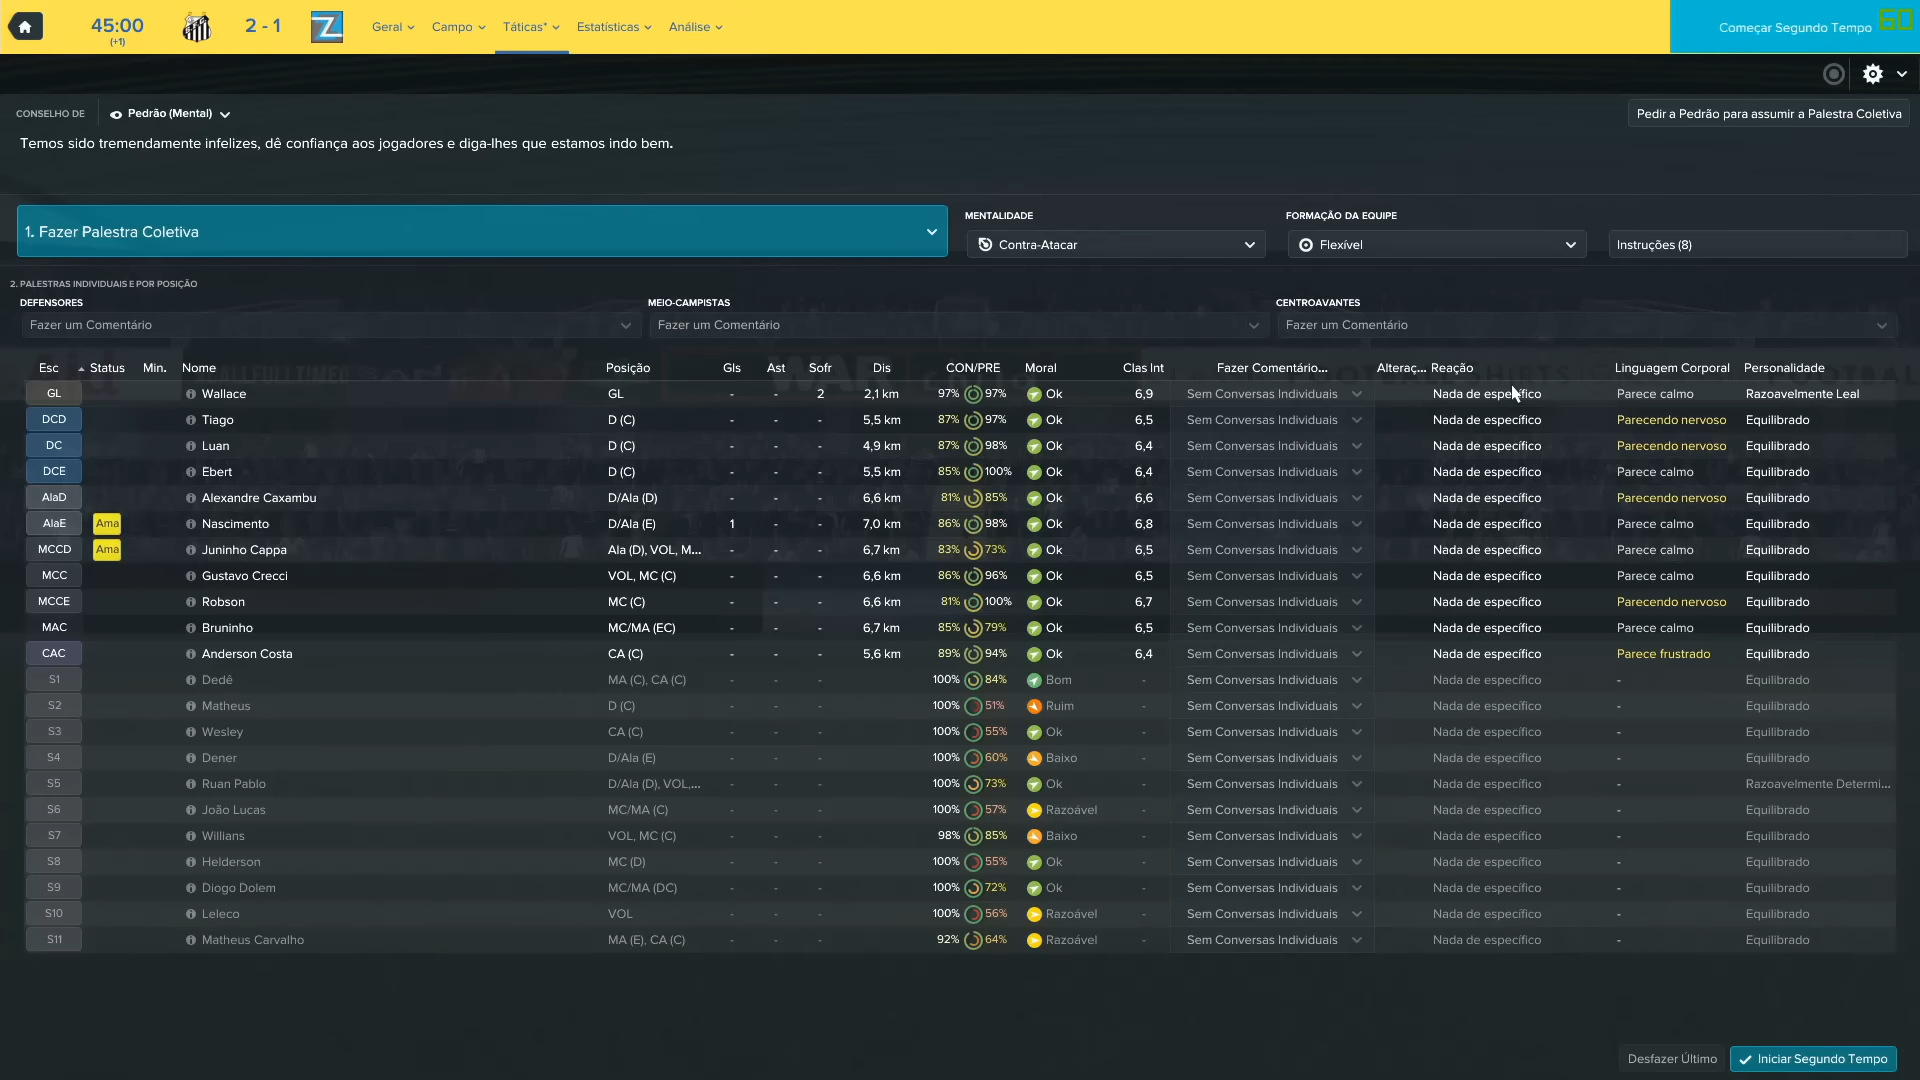 45:00
(+1)
2 - 1
Z
Geral
Campo
Táticas*
Estatísticas
Análise
Começar Segundo Tempo
60
CONSELHO DE
Pedrão (Mental)
Pedir a Pedrão para assumir a Palestra Coletiva
Temos sido tremendamente infelizes, dê confiança aos jogadores e diga-lhes que estamos indo bem.
1. Fazer Palestra Coletiva
MENTALIDADE
Contra-Atacar
FORMAÇÃO DA EQUIPE
Flexível
Instruções (8)
2. PALESTRAS INDIVIDUAIS E POR POSIÇÃO
DEFENSORES
Fazer um Comentário
MEIO-CAMPISTAS
Fazer um Comentário
CENTROAVANTES
Fazer um Comentário
Esc Status Min. Nome Posição Gls Ast Sofr Dis CON/PRE Moral Clas Int Fazer Comentário... Alteraç... Reação Linguagem Corporal Personalidade
GL Wallace GL - - 2 2,1 km 97% 97% Ok 6,9 Sem Conversas Individuais Nada de específico Parece calmo Razoavelmente Leal
DCD Tiago D (C) - - - 5,5 km 87% 97% Ok 6,5 Sem Conversas Individuais Nada de específico Parecendo nervoso Equilibrado
DC Luan D (C) - - - 4,9 km 87% 98% Ok 6,4 Sem Conversas Individuais Nada de específico Parecendo nervoso Equilibrado
DCE Ebert D (C) - - - 5,5 km 85% 100% Ok 6,4 Sem Conversas Individuais Nada de específico Parece calmo Equilibrado
AlaD Alexandre Caxambu D/Ala (D) - - - 6,6 km 81% 85% Ok 6,6 Sem Conversas Individuais Nada de específico Parecendo nervoso Equilibrado
AlaE Ama Nascimento D/Ala (E) 1 - - 7,0 km 86% 98% Ok 6,8 Sem Conversas Individuais Nada de específico Parece calmo Equilibrado
MCCD Ama Juninho Cappa Ala (D), VOL, M... - - - 6,7 km 83% 73% Ok 6,5 Sem Conversas Individuais Nada de específico Parece calmo Equilibrado
MCC Gustavo Crecci VOL, MC (C) - - - 6,6 km 86% 96% Ok 6,5 Sem Conversas Individuais Nada de específico Parece calmo Equilibrado
MCCE Robson MC (C) - - - 6,6 km 81% 100% Ok 6,7 Sem Conversas Individuais Nada de específico Parecendo nervoso Equilibrado
MAC Bruninho MC/MA (EC) - - - 6,7 km 85% 79% Ok 6,5 Sem Conversas Individuais Nada de específico Parece calmo Equilibrado
CAC Anderson Costa CA (C) - - - 5,6 km 89% 94% Ok 6,4 Sem Conversas Individuais Nada de específico Parece frustrado Equilibrado
S1 Dedê MA (C), CA (C) - - - 100% 84% Bom - Sem Conversas Individuais Nada de específico - Equilibrado
S2 Matheus D (C) - - - 100% 51% Ruim - Sem Conversas Individuais Nada de específico - Equilibrado
S3 Wesley CA (C) - - - 100% 55% Ok - Sem Conversas Individuais Nada de específico - Equilibrado
S4 Dener D/Ala (E) - - - 100% 60% Baixo - Sem Conversas Individuais Nada de específico - Equilibrado
S5 Ruan Pablo D/Ala (D), VOL,... - - - 100% 73% Ok - Sem Conversas Individuais Nada de específico - Razoavelmente Determi...
S6 João Lucas MC/MA (C) - - - 100% 57% Razoável - Sem Conversas Individuais Nada de específico - Equilibrado
S7 Willians VOL, MC (C) - - - 98% 85% Baixo - Sem Conversas Individuais Nada de específico - Equilibrado
S8 Helderson MC (D) - - - 100% 55% Ok - Sem Conversas Individuais Nada de específico - Equilibrado
S9 Diogo Dolem MC/MA (DC) - - - 100% 72% Ok - Sem Conversas Individuais Nada de específico - Equilibrado
S10 Leleco VOL - - - 100% 56% Razoável - Sem Conversas Individuais Nada de específico - Equilibrado
S11 Matheus Carvalho MA (E), CA (C) - - - 92% 64% Razoável - Sem Conversas Individuais Nada de específico - Equilibrado
Desfazer Último
Iniciar Segundo Tempo